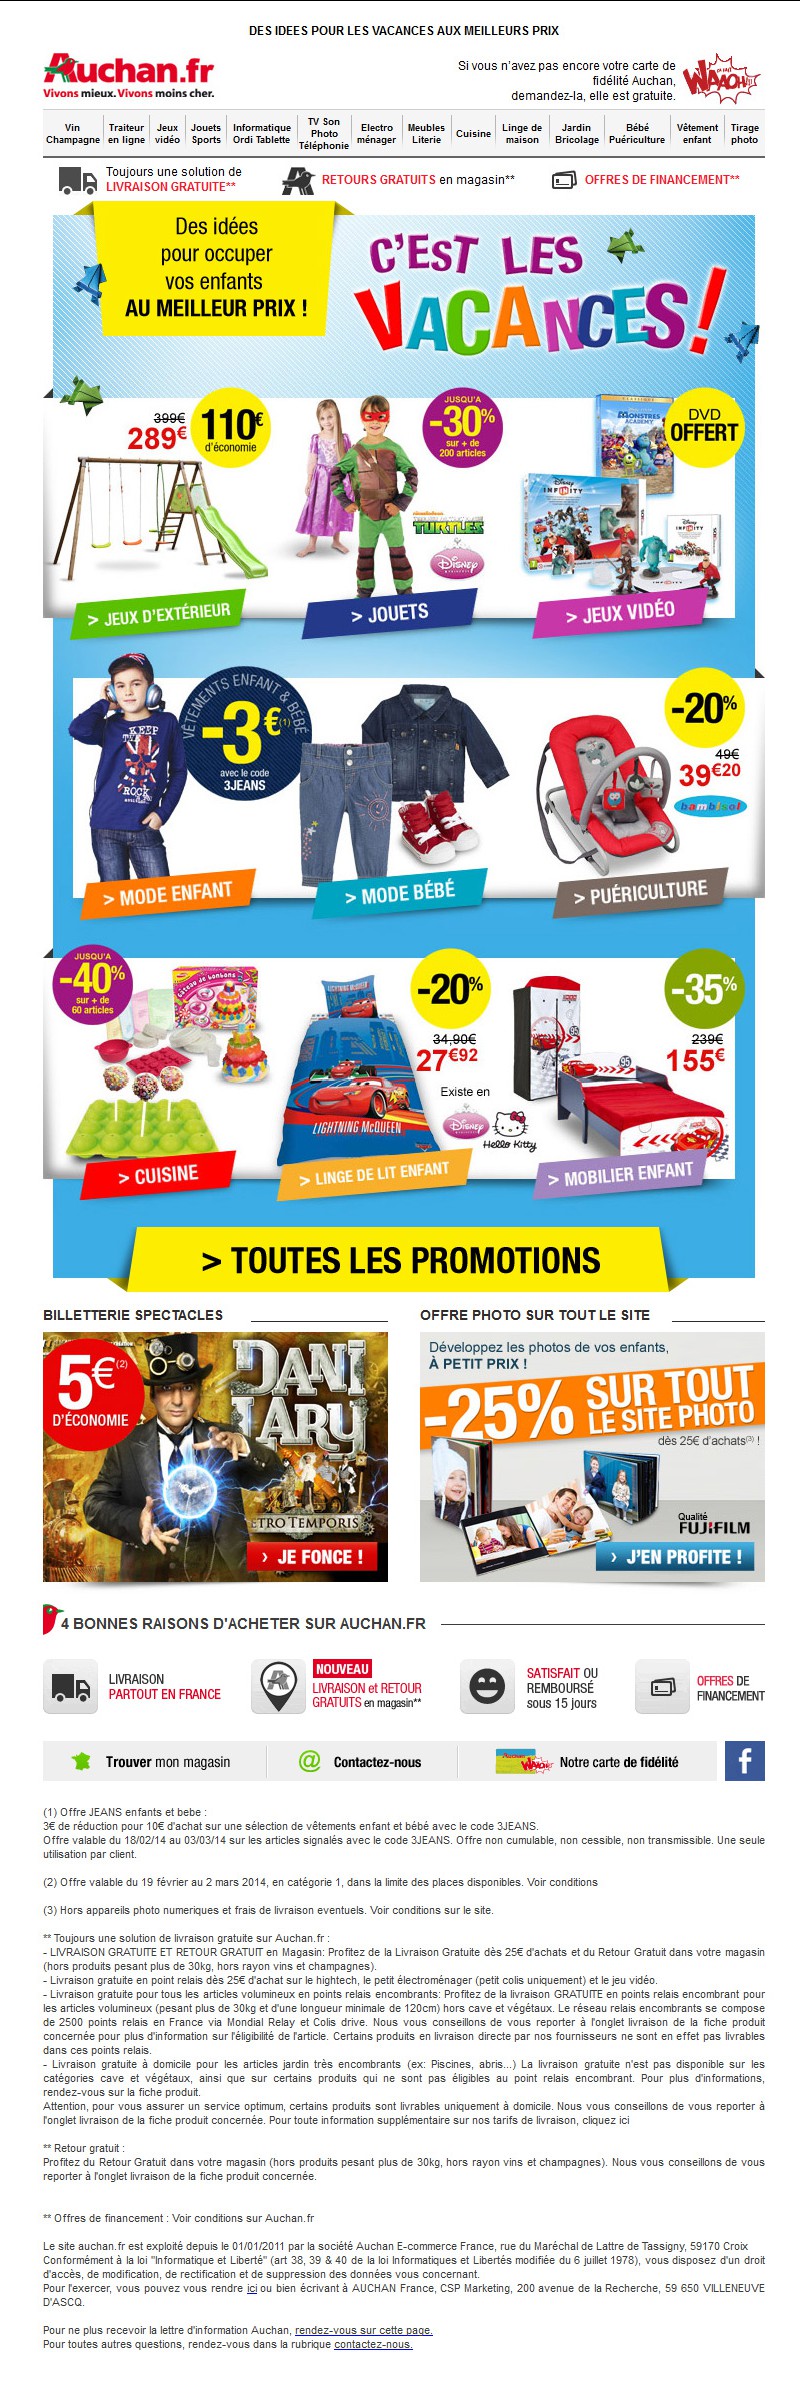 DES IDEES POUR LES VACANCES AUX MEILLEURS PRIX
Auchan.fr
Vivons mieux. Vivons moins cher.
Si vous n'avez pas encore votre carte de
fidélité Auchan,
demandez-la, elle est gratuite.
WAAOH!!
Vin
Champagne
Traiteur
en ligne
Jeux
vidéo
Jouets
Sports
Informatique
Ordi Tablette
TV Son
Photo
Téléphonie
Electro
ménager
Meubles
Literie
Cuisine
Linge de
maison
Jardin
Bricolage
Bébé
Puériculture
Vêtement
enfant
Tirage
photo
Toujours une solution de
LIVRAISON GRATUITE**
RETOURS GRATUITS en magasin**
OFFRES DE FINANCEMENT**
Des idées
pour occuper
vos enfants
AU MEILLEUR PRIX !
C'EST LES
VACANCES!
399€
289€
110€
d'économie
JUSQU'A
-30%
sur + de
200 articles
nickelodeon
TURTLES
Disney
MONSTRES
ACADEMY
DVD
OFFERT
Disney
INFINITY
Disney
INFINITY
> JEUX D'EXTÉRIEUR
> JOUETS
> JEUX VIDÉO
KEEP
ROCK
VÊTEMENTS ENFANT & BÉBÉ
-3€(1)
avec le code
3JEANS
-20%
49€
39€20
bambisol
> MODE ENFANT
> MODE BÉBÉ
> PUÉRICULTURE
JUSQU'A
-40%
sur + de
60 articles
Gâteau de bonbons
LIGHTNING McQUEEN
-20%
34,90€
27€92
Existe en
Disney
Hello Kitty
95
95
-35%
239€
155€
> CUISINE
> LINGE DE LIT ENFANT
> MOBILIER ENFANT
> TOUTES LES PROMOTIONS
BILLETTERIE SPECTACLES
5€(2)
D'ÉCONOMIE
DANI
LARY
RETRO TEMPORIS
› JE FONCE !
OFFRE PHOTO SUR TOUT LE SITE
Développez les photos de vos enfants,
À PETIT PRIX !
-25% SUR TOUT
LE SITE PHOTO
dès 25€ d'achats(3) !
Qualité
FUJIFILM
› J'EN PROFITE !
4 BONNES RAISONS D'ACHETER SUR AUCHAN.FR
LIVRAISON
PARTOUT EN FRANCE
NOUVEAU
LIVRAISON et RETOUR
GRATUITS en magasin**
SATISFAIT OU
REMBOURSÉ
sous 15 jours
OFFRES DE
FINANCEMENT
Trouver mon magasin
@ Contactez-nous
Notre carte de fidélité
f
(1) Offre JEANS enfants et bebe :
3€ de réduction pour 10€ d'achat sur une sélection de vêtements enfant et bébé avec le code 3JEANS.
Offre valable du 18/02/14 au 03/03/14 sur les articles signalés avec le code 3JEANS. Offre non cumulable, non cessible, non transmissible. Une seule
utilisation par client.
(2) Offre valable du 19 février au 2 mars 2014, en catégorie 1, dans la limite des places disponibles. Voir conditions
(3) Hors appareils photo numeriques et frais de livraison eventuels. Voir conditions sur le site.
** Toujours une solution de livraison gratuite sur Auchan.fr :
- LIVRAISON GRATUITE ET RETOUR GRATUIT en Magasin: Profitez de la Livraison Gratuite dès 25€ d'achats et du Retour Gratuit dans votre magasin
(hors produits pesant plus de 30kg, hors rayon vins et champagnes).
- Livraison gratuite en point relais dès 25€ d'achat sur le hightech, le petit électroménager (petit colis uniquement) et le jeu vidéo.
- Livraison gratuite pour tous les articles volumineux en points relais encombrants: Profitez de la livraison GRATUITE en points relais encombrant pour
les articles volumineux (pesant plus de 30kg et d'une longueur minimale de 120cm) hors cave et végétaux. Le réseau relais encombrants se compose
de 2500 points relais en France via Mondial Relay et Colis drive. Nous vous conseillons de vous reporter à l'onglet livraison de la fiche produit
concernée pour plus d'information sur l'éligibilité de l'article. Certains produits en livraison directe par nos fournisseurs ne sont en effet pas livrables
dans ces points relais.
- Livraison gratuite à domicile pour les articles jardin très encombrants (ex: Piscines, abris...) La livraison gratuite n'est pas disponible sur les
catégories cave et végétaux, ainsi que sur certains produits qui ne sont pas éligibles au point relais encombrant. Pour plus d'informations,
rendez-vous sur la fiche produit.
Attention, pour vous assurer un service optimum, certains produits sont livrables uniquement à domicile. Nous vous conseillons de vous reporter à
l'onglet livraison de la fiche produit concernée. Pour toute information supplémentaire sur nos tarifs de livraison, cliquez ici
** Retour gratuit :
Profitez du Retour Gratuit dans votre magasin (hors produits pesant plus de 30kg, hors rayon vins et champagnes). Nous vous conseillons de vous
reporter à l'onglet livraison de la fiche produit concernée.
** Offres de financement : Voir conditions sur Auchan.fr
Le site auchan.fr est exploité depuis le 01/01/2011 par la société Auchan E-commerce France, rue du Maréchal de Lattre de Tassigny, 59170 Croix
Conformément à la loi "Informatique et Liberté" (art 38, 39 & 40 de la loi Informatiques et Libertés modifiée du 6 juillet 1978), vous disposez d'un droit
d'accès, de modification, de rectification et de suppression des données vous concernant.
Pour l'exercer, vous pouvez vous rendre ici ou bien écrivant à AUCHAN France, CSP Marketing, 200 avenue de la Recherche, 59 650 VILLENEUVE
D'ASCQ.
Pour ne plus recevoir la lettre d'information Auchan, rendez-vous sur cette page.
Pour toutes autres questions, rendez-vous dans la rubrique contactez-nous.